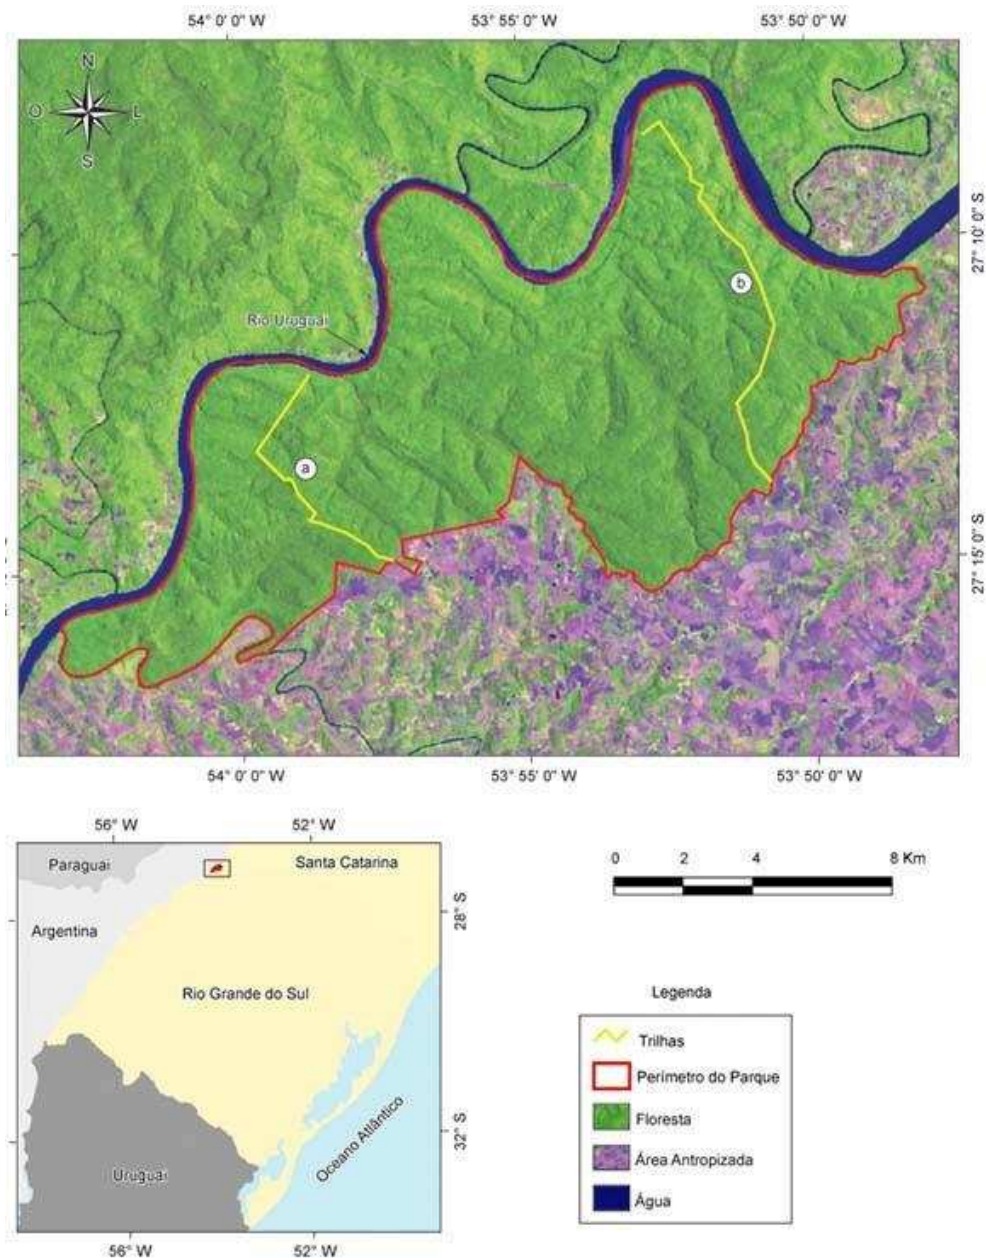 54° 0' 0" W
53° 55' 0" W
53° 50' 0" W
N
O
L
S
27° 10' 0" S
b
Rio Uruguai
a
27° 15' 0" S
54° 0' 0" W
53° 55' 0" W
53° 50' 0" W
56° W
52° W
Paraguai
Santa Catarina
0 2 4 8 Km
28° S
Argentina
Rio Grande do Sul
Legenda
Trilhas
Perímetro do Parque
Floresta
32° S
Oceano Atlântico
Área Antropizada
Uruguai
Água
56° W
52° W